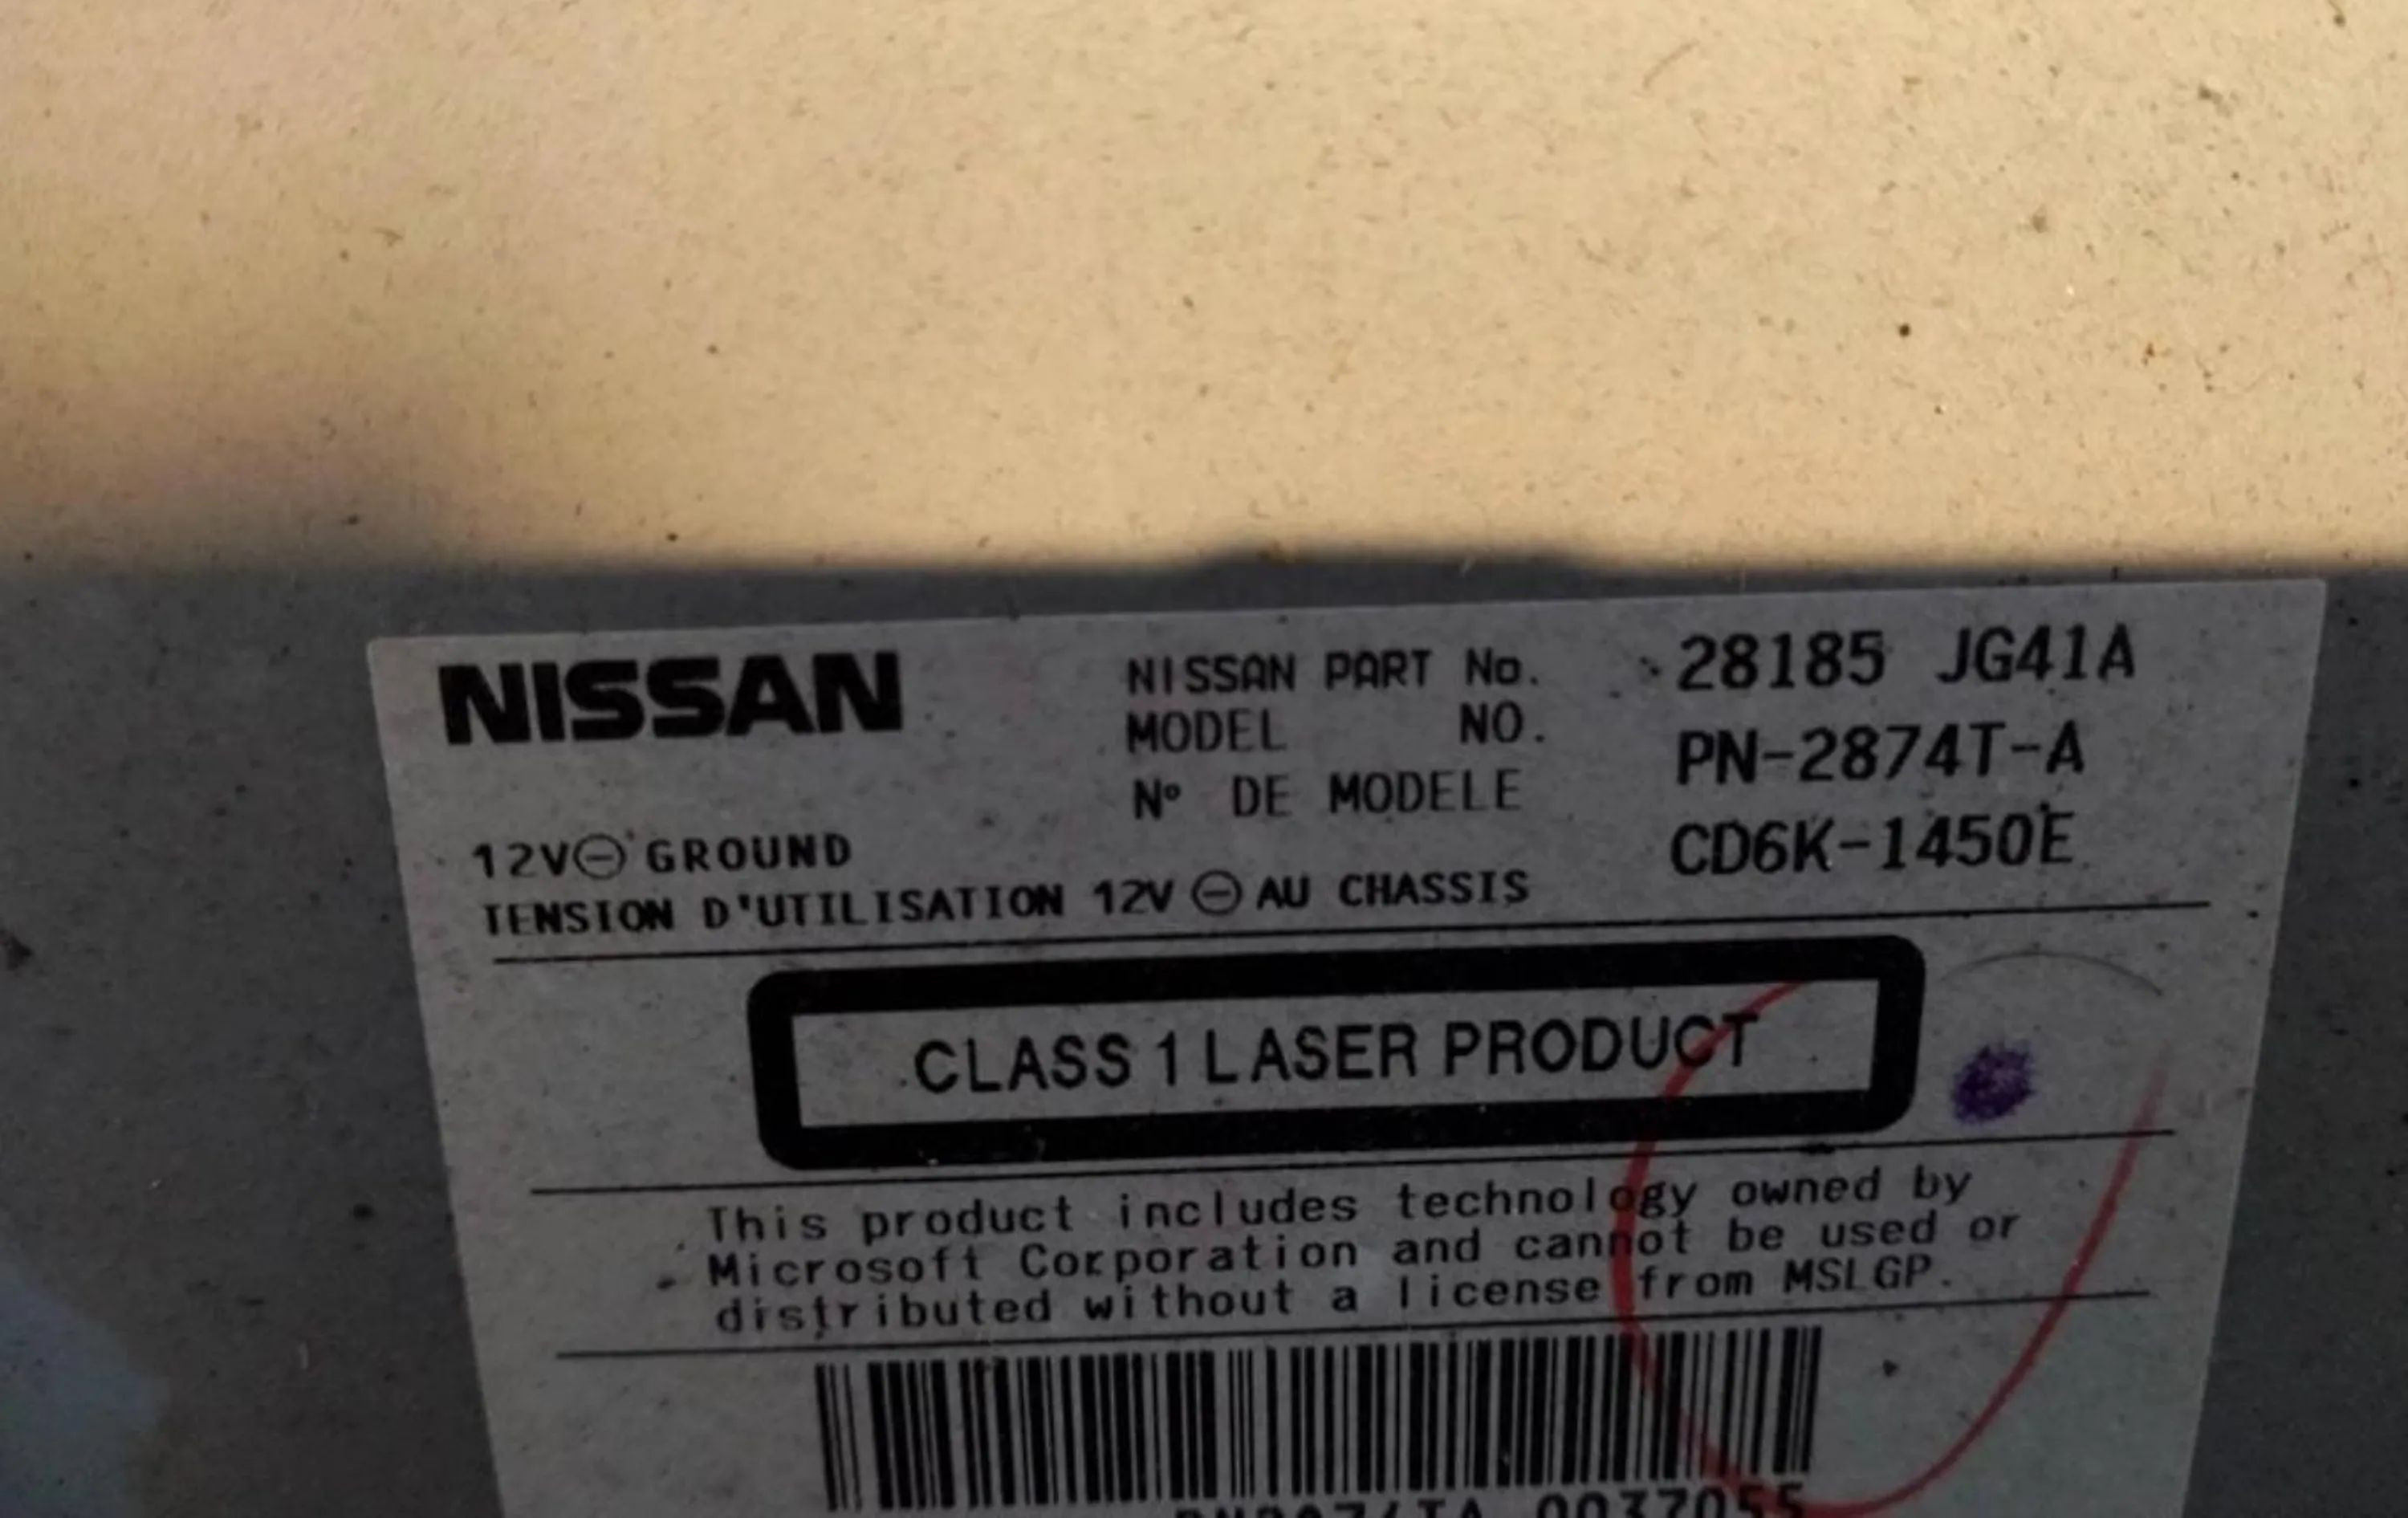 NISSAN
NISSAN PART No. 28185 JG41A
MODEL NO. PN-2874T-A
Nº DE MODELE CD6K-1450E
12V⊖ GROUND
TENSION D'UTILISATION 12V ⊖ AU CHASSIS
CLASS 1 LASER PRODUCT
This product includes technology owned by
Microsoft Corporation and cannot be used or
distributed without a license from MSLGP.
0037055